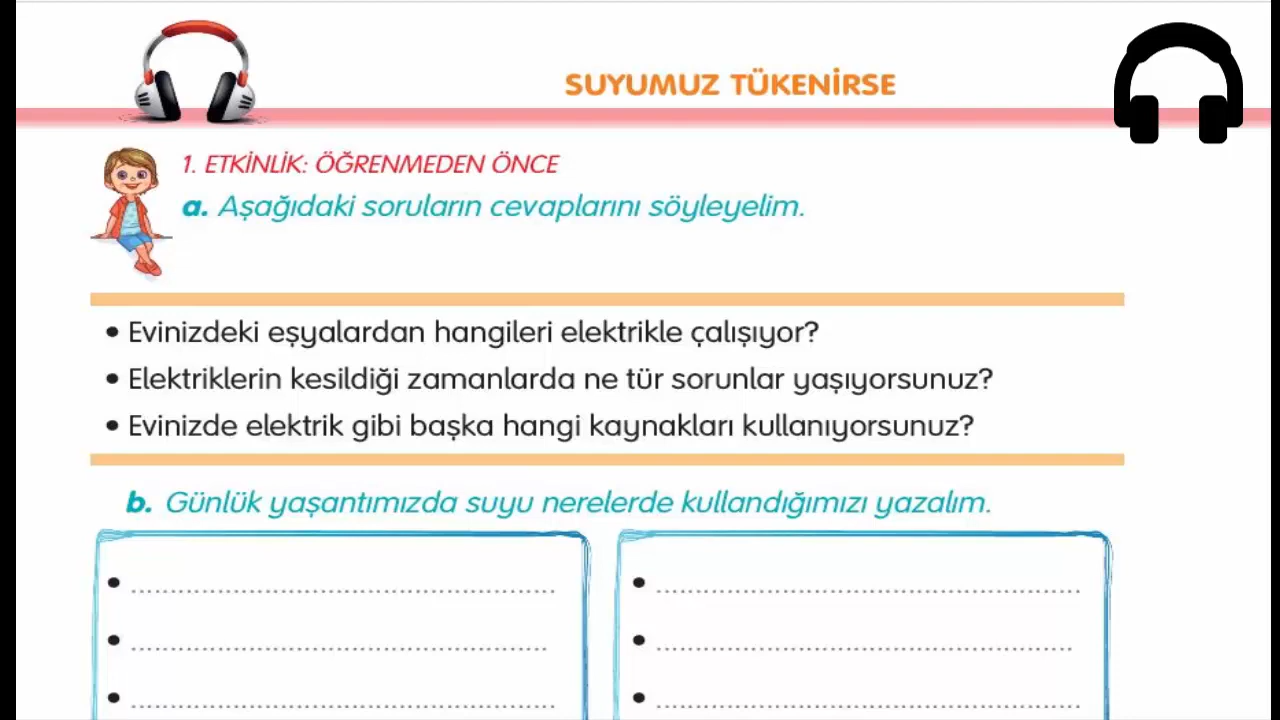 SUYUMUZ TÜKENİRSE
1. ETKİNLİK: ÖĞRENMEDEN ÖNCE
a. Aşağıdaki soruların cevaplarını söyleyelim.
• Evinizdeki eşyalardan hangileri elektrikle çalışıyor?
• Elektriklerin kesildiği zamanlarda ne tür sorunlar yaşıyorsunuz?
• Evinizde elektrik gibi başka hangi kaynakları kullanıyorsunuz?
b. Günlük yaşantımızda suyu nerelerde kullandığımızı yazalım.